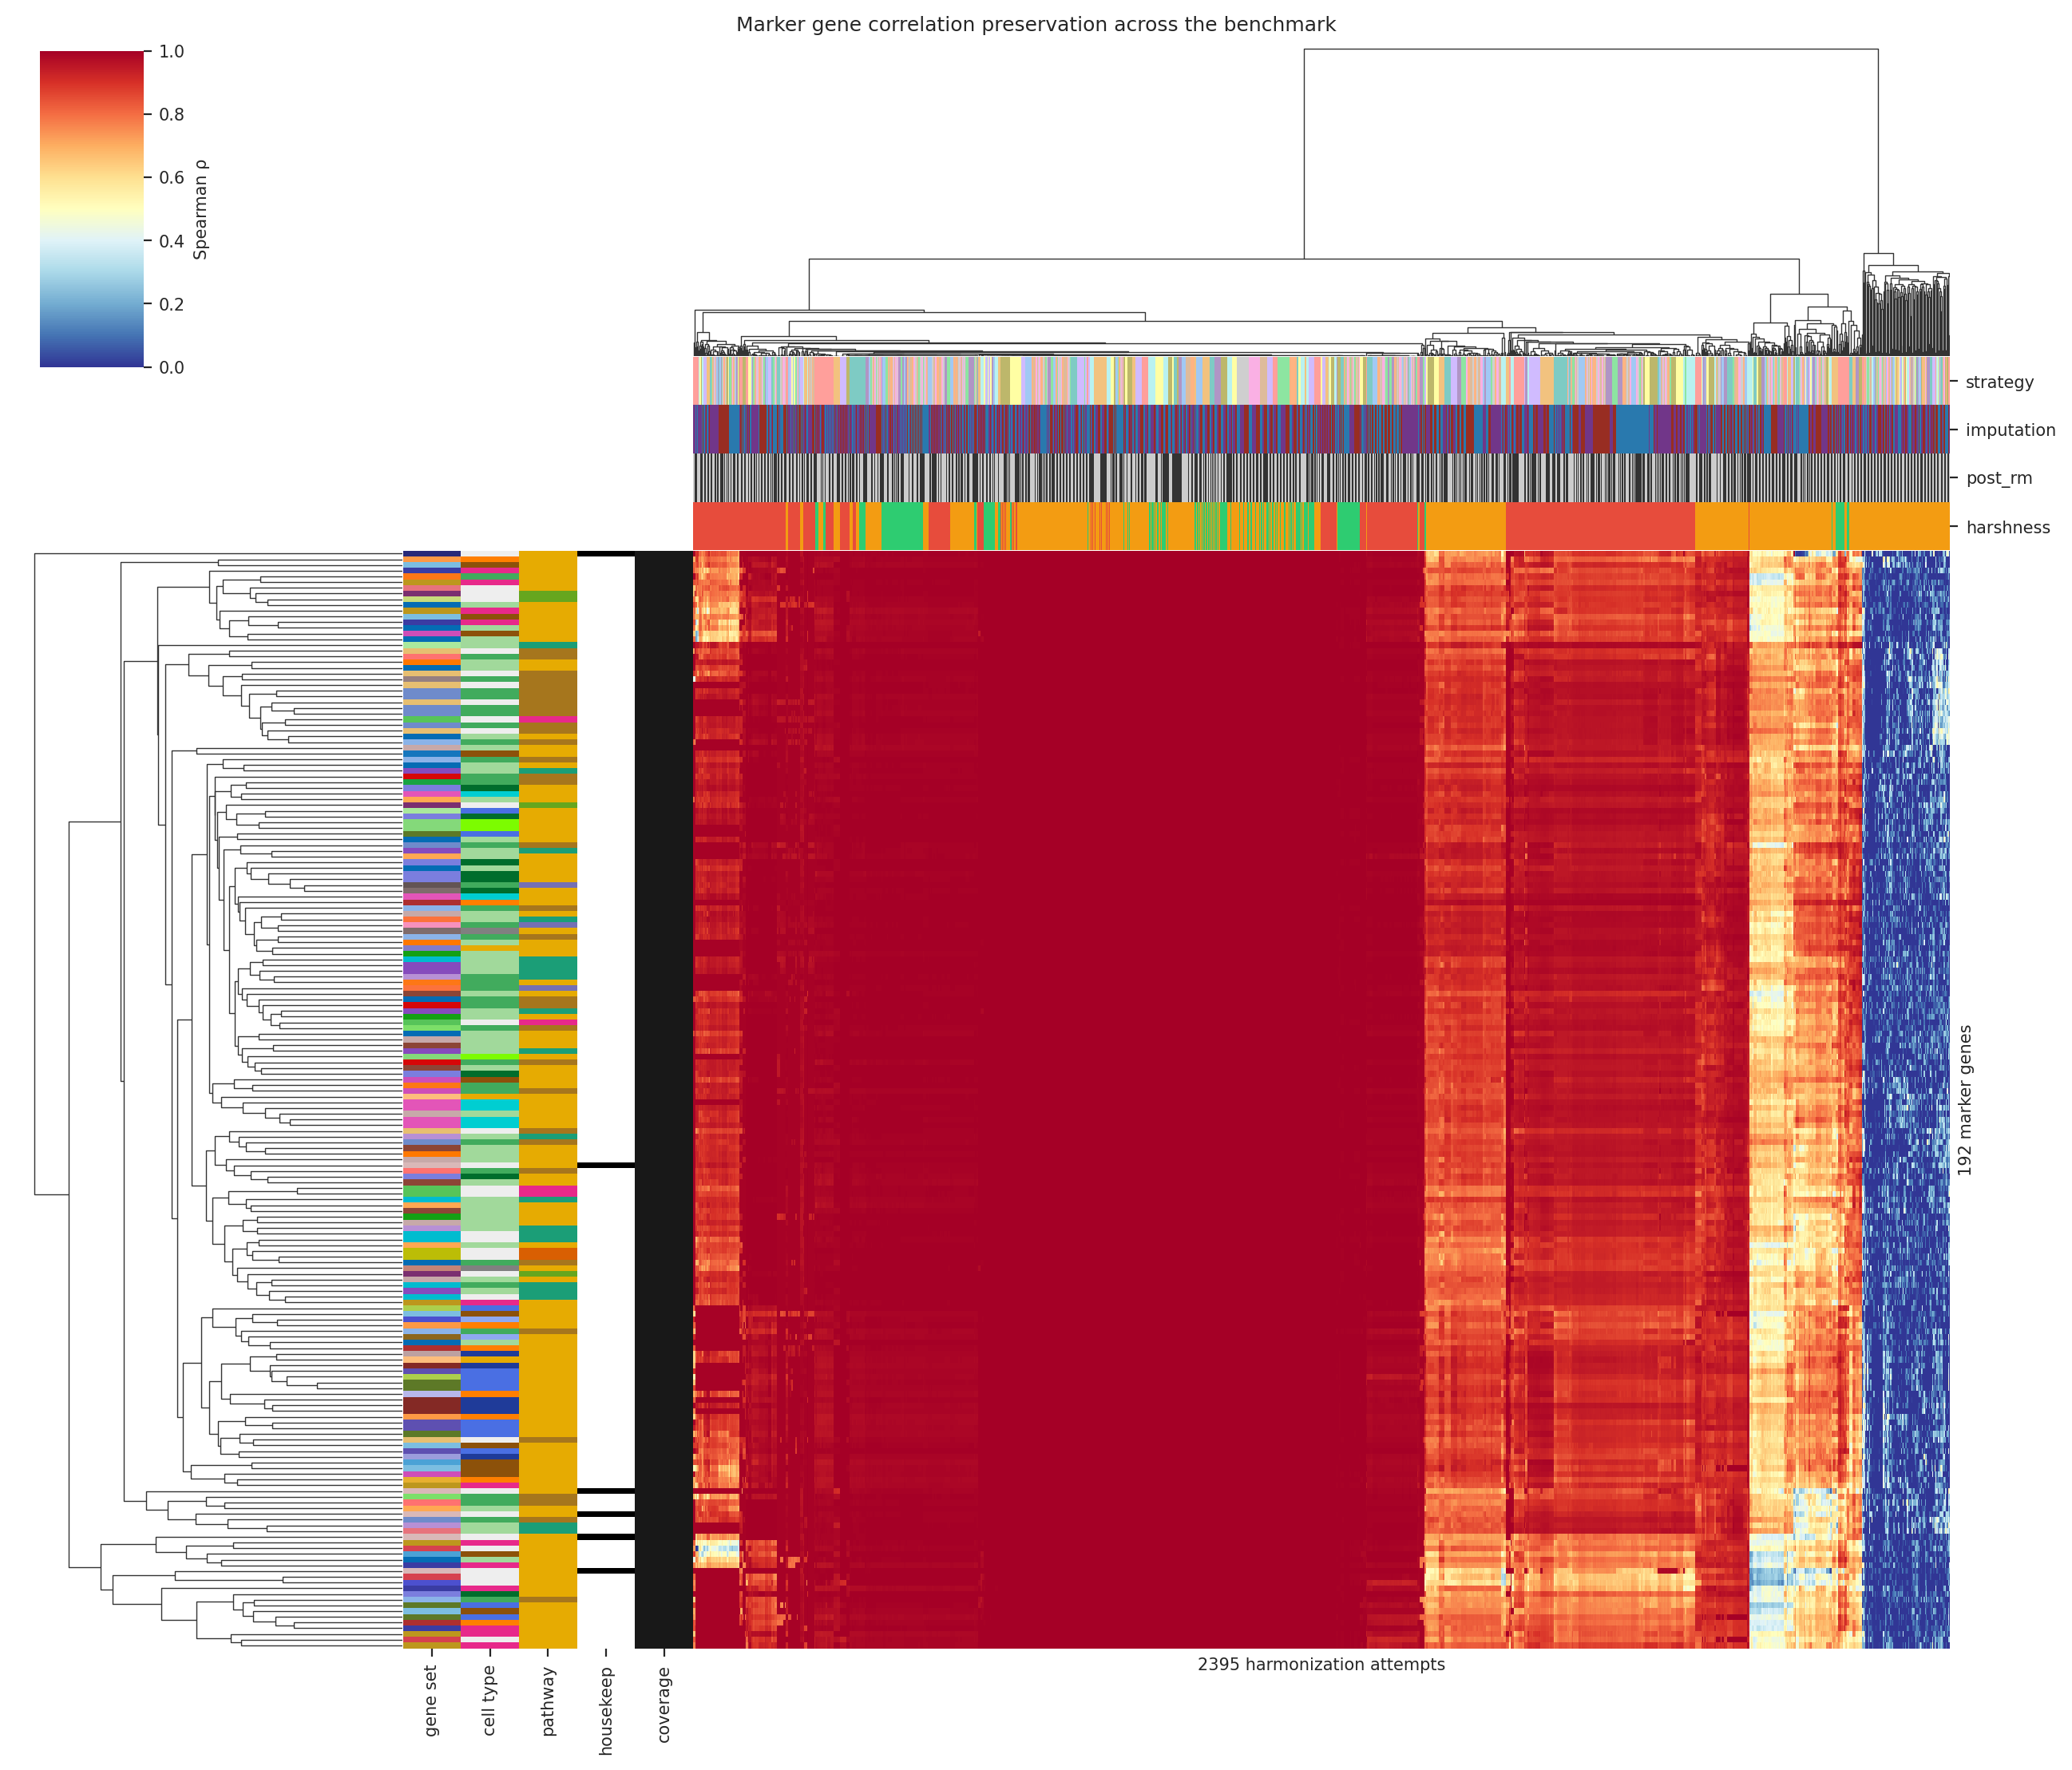 Marker gene correlation preservation across the benchmark
1.0
0.8
0.6
0.4
0.2
0.0
Spearman ρ
strategy
imputation
post_rm
harshness
192 marker genes
gene set
cell type
pathway
housekeep
coverage
2395 harmonization attempts